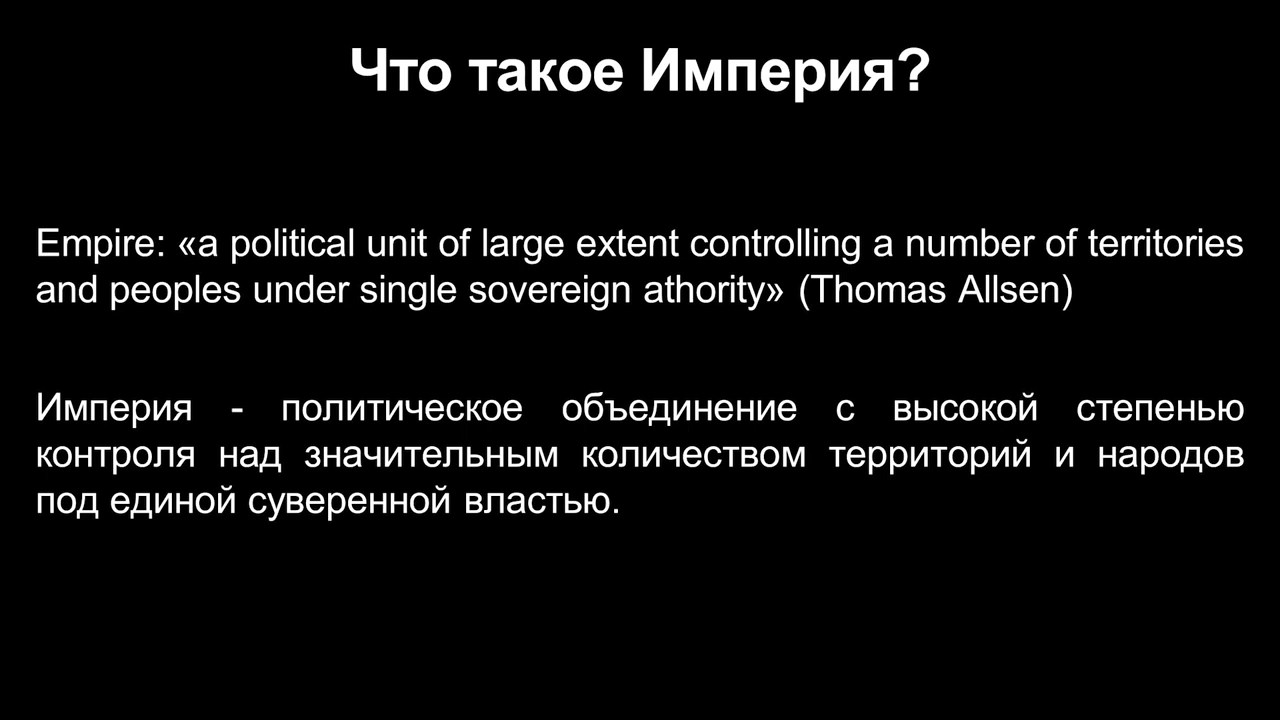 Что такое Империя?
Empire: «a political unit of large extent controlling a number of territories
and peoples under single sovereign athority» (Thomas Allsen)
Империя - политическое объединение с высокой степенью
контроля над значительным количеством территорий и народов
под единой суверенной властью.